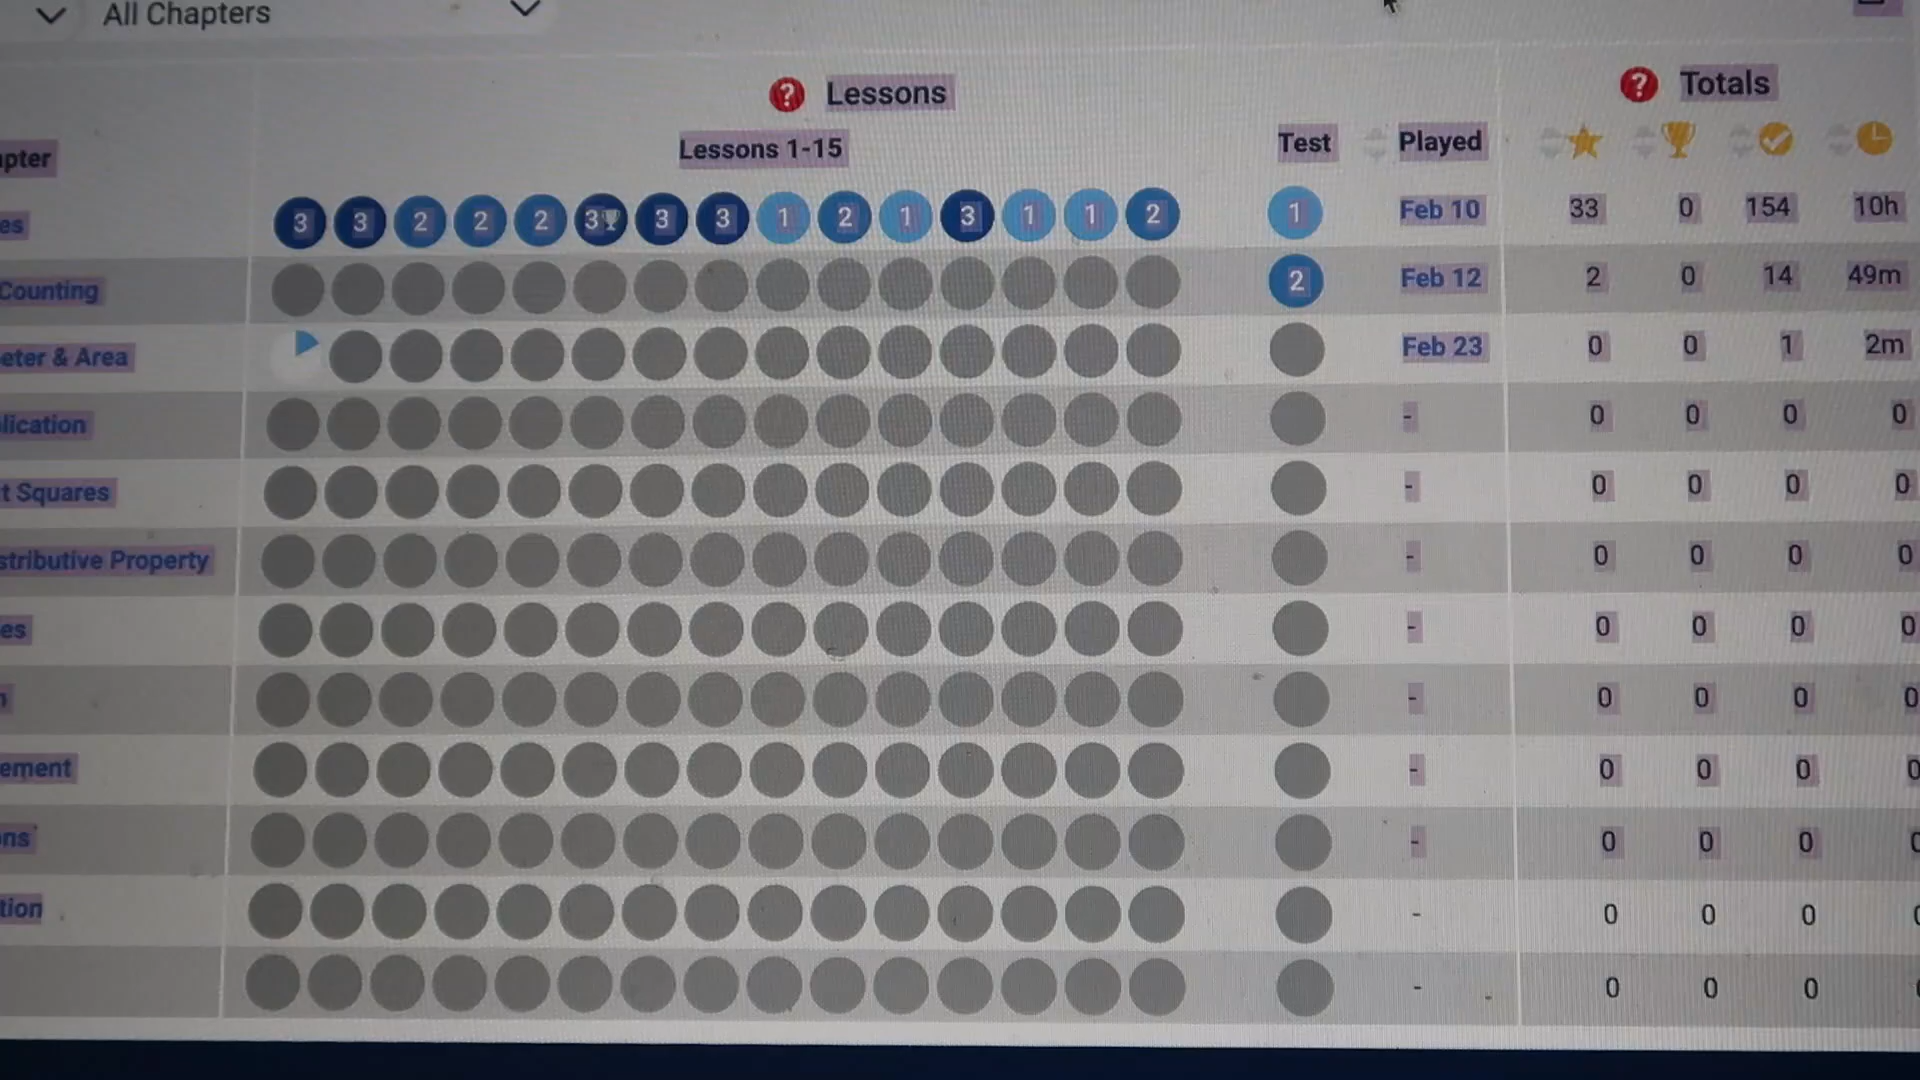 All Chapters
? Lessons
? Totals
Lessons 1-15
Test
Played
pter
es 3 3 2 2 2 3 3 3 1 2 1 3 1 1 2 1 Feb 10 33 0 154 10h
Counting 2 Feb 12 2 0 14 49m
eter & Area Feb 23 0 0 1 2m
lication - 0 0 0 0
t Squares - 0 0 0 0
stributive Property - 0 0 0 0
es - 0 0 0 0
n - 0 0 0 0
ement - 0 0 0 0
ons - 0 0 0 0
tion - 0 0 0 0
- 0 0 0